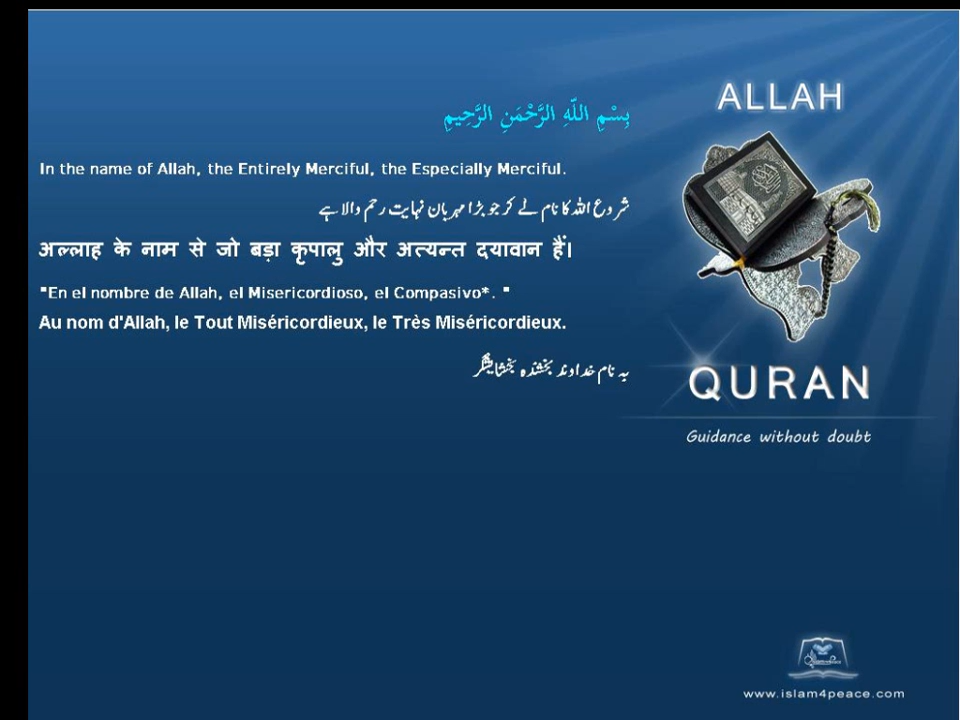 بِسْمِ اللّهِ الرَّحْمَنِ الرَّحِيمِ
In the name of Allah, the Entirely Merciful, the Especially Merciful.
شروع الله کا نام لے کر جو بڑا مہربان نہایت رحم والا ہے
अल्लाह के नाम से जो बड़ा कृपालु और अत्यन्त दयावान हैं।
"En el nombre de Allah, el Misericordioso, el Compasivo*. "
Au nom d'Allah, le Tout Miséricordieux, le Très Miséricordieux.
به نام خداوند بخشنده بخشایشگر
ALLAH
QURAN
Guidance without doubt
www.islam4peace.com